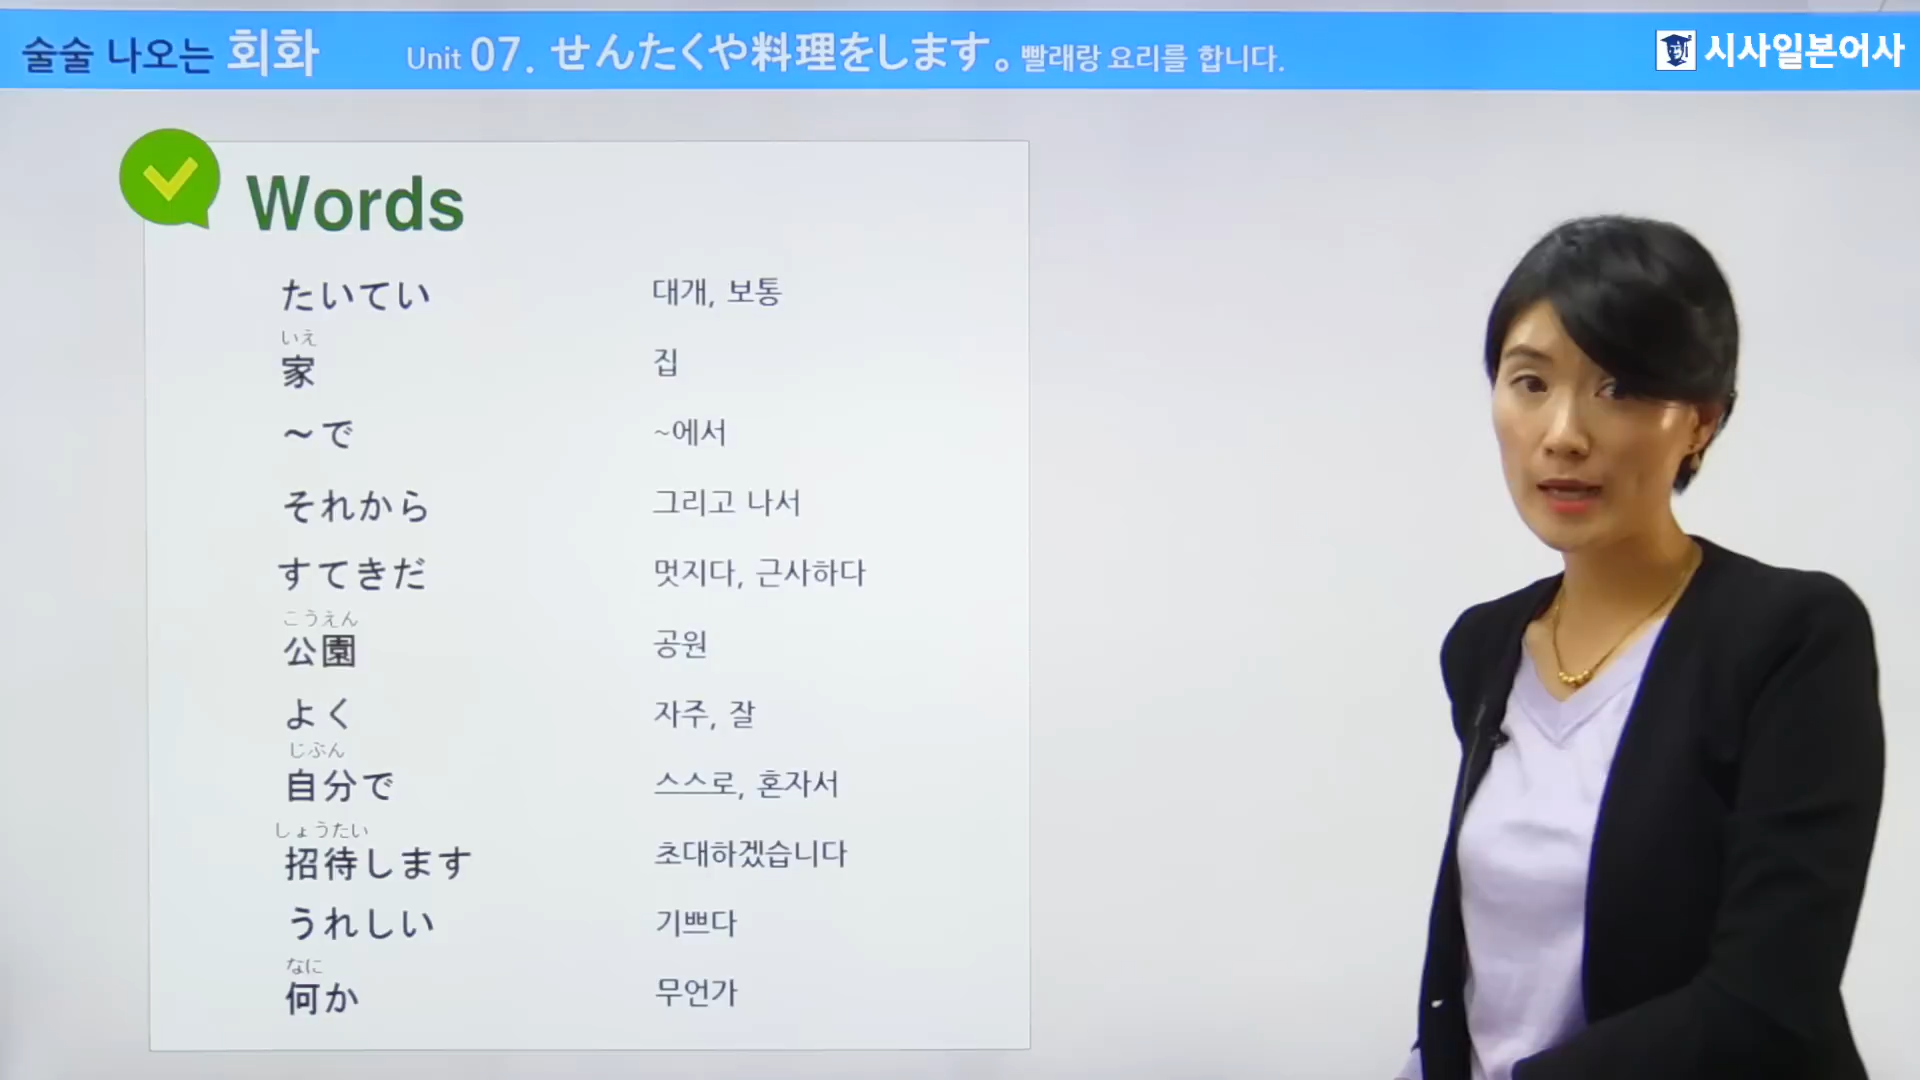 술술 나오는 회화 Unit 07. せんたくや料理をします。빨래랑 요리를 합니다.
시사일본어사
Words
たいてい 대개, 보통
いえ
家 집
～で ~에서
それから 그리고 나서
すてきだ 멋지다, 근사하다
こうえん
公園 공원
よく 자주, 잘
じぶん
自分で 스스로, 혼자서
しょうたい
招待します 초대하겠습니다
うれしい 기쁘다
なに
何か 무언가